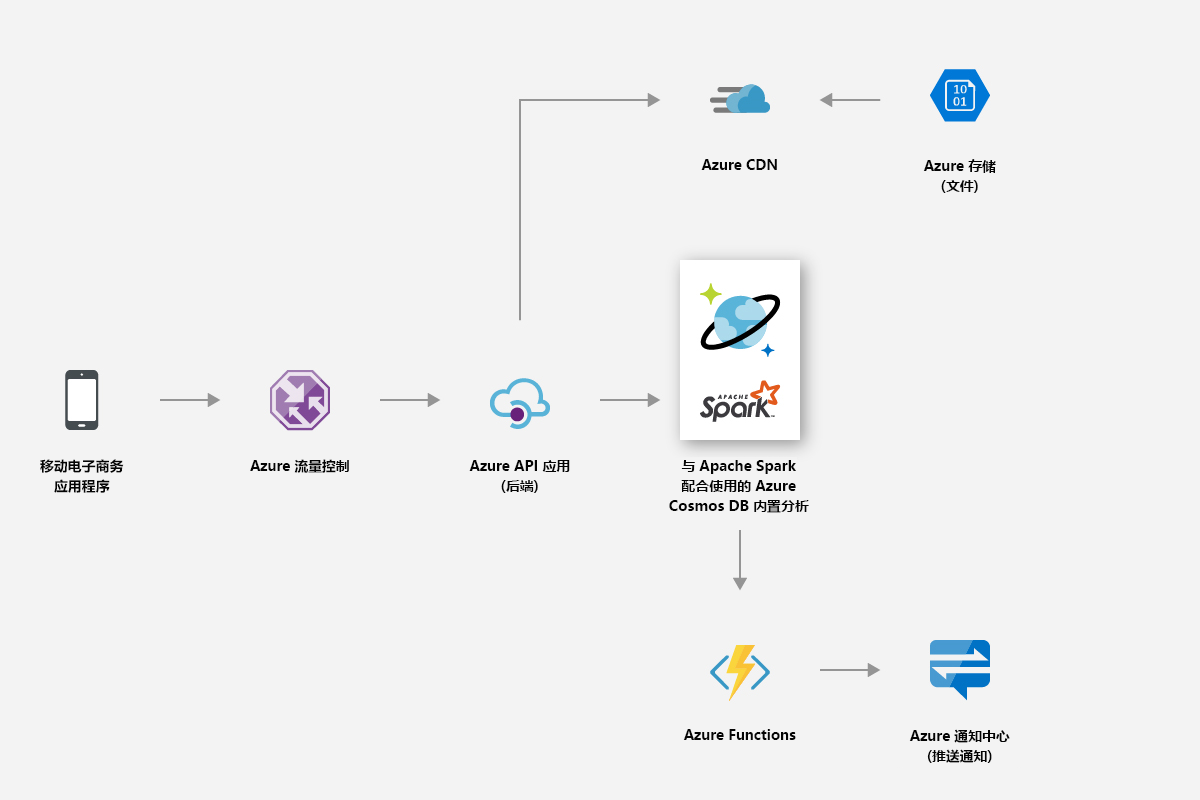 10
01
Azure CDN
Azure 存储
(文件)
APACHE
Spark™
移动电子商务
应用程序
Azure 流量控制
Azure API 应用
(后端)
与 Apache Spark
配合使用的 Azure
Cosmos DB 内置分析
Azure Functions
Azure 通知中心
(推送通知)